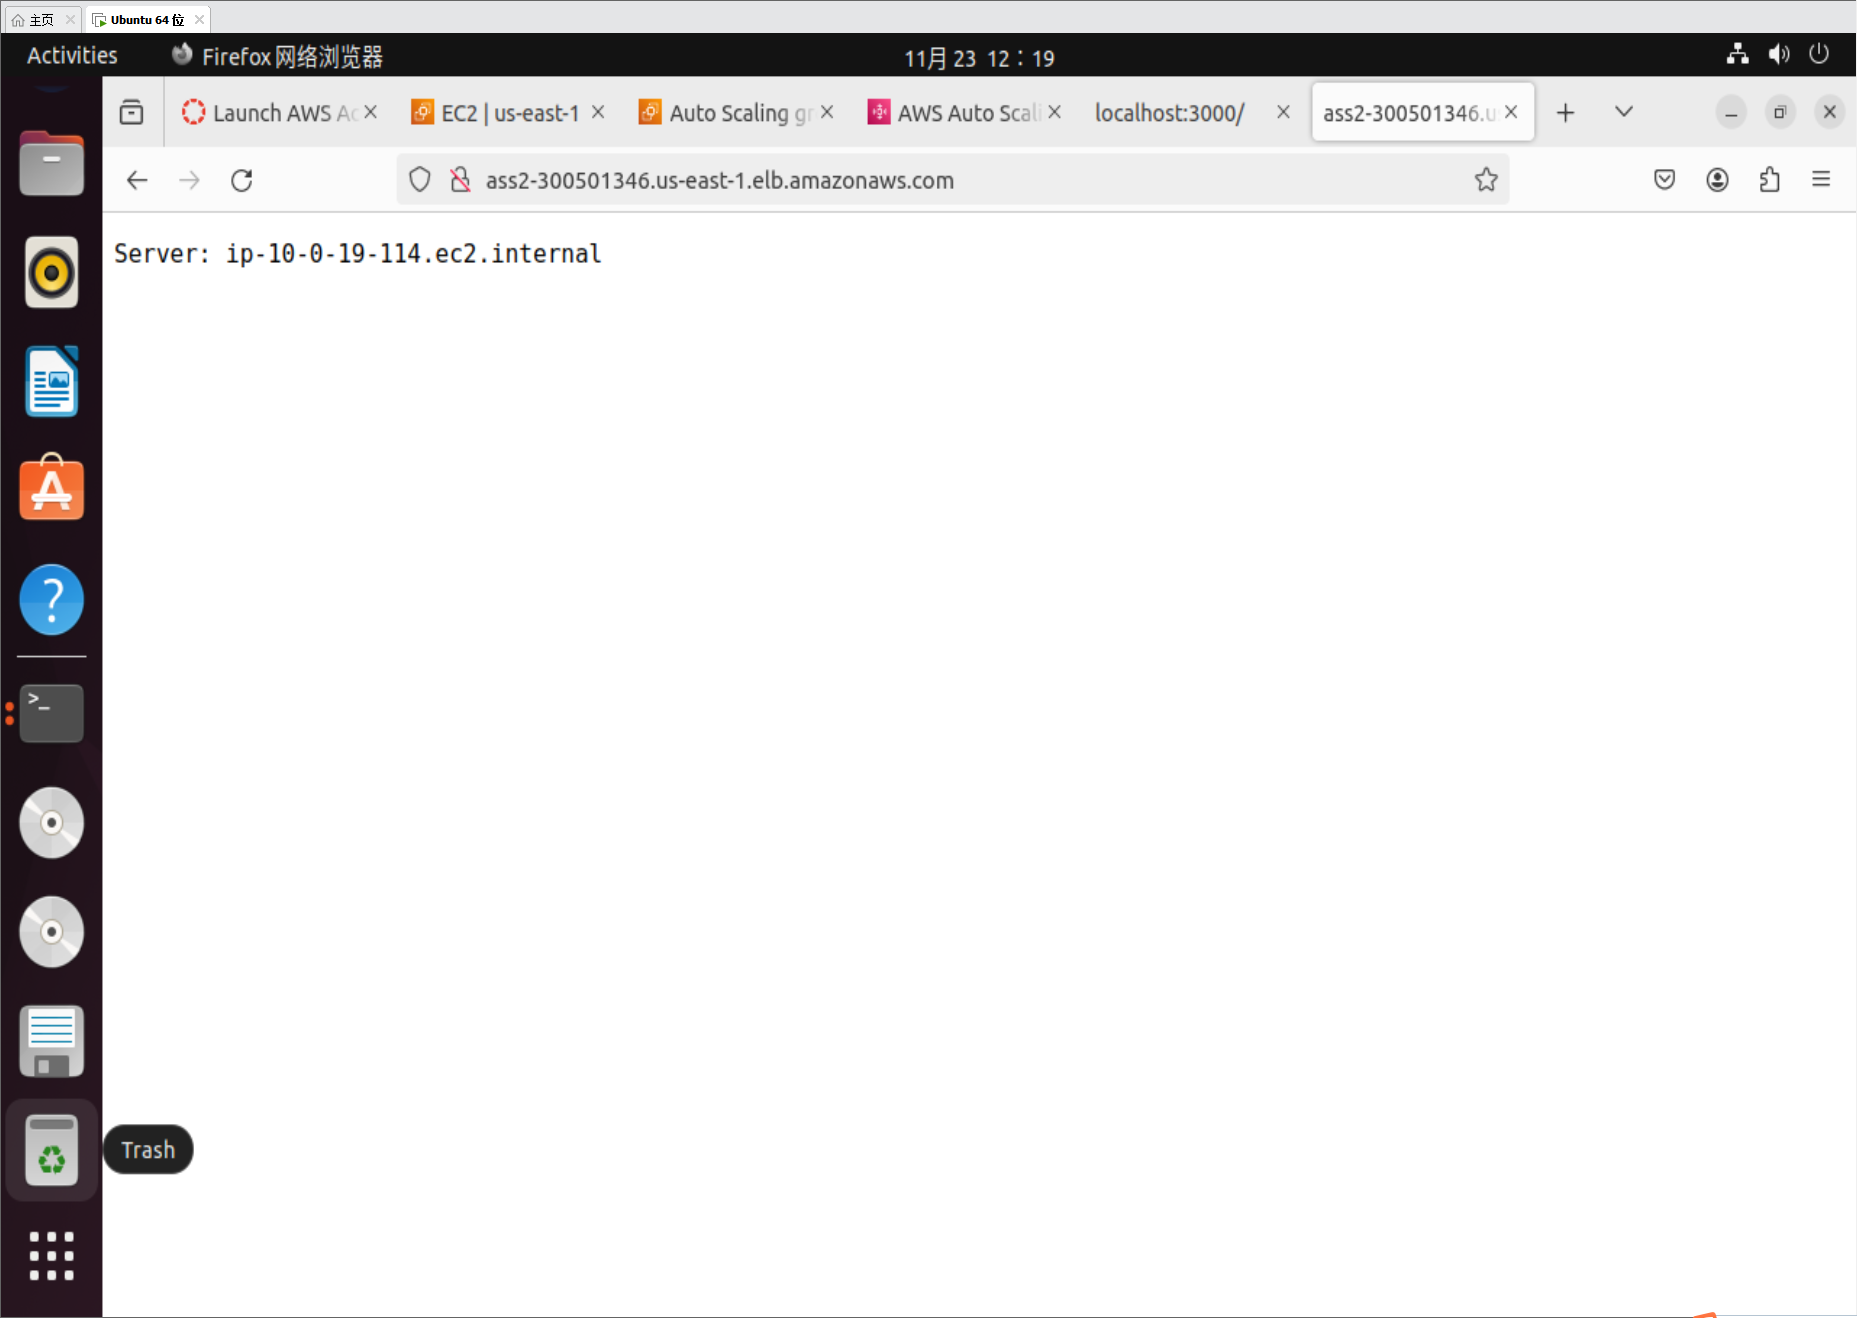 主页
Ubuntu 64 位
Activities
Firefox 网络浏览器
11月 23 12：19
Launch AWS Ac
EC2 | us-east-1
Auto Scaling gr
AWS Auto Scali
localhost:3000/
ass2-300501346.u
ass2-300501346.us-east-1.elb.amazonaws.com
Server: ip-10-0-19-114.ec2.internal
Trash